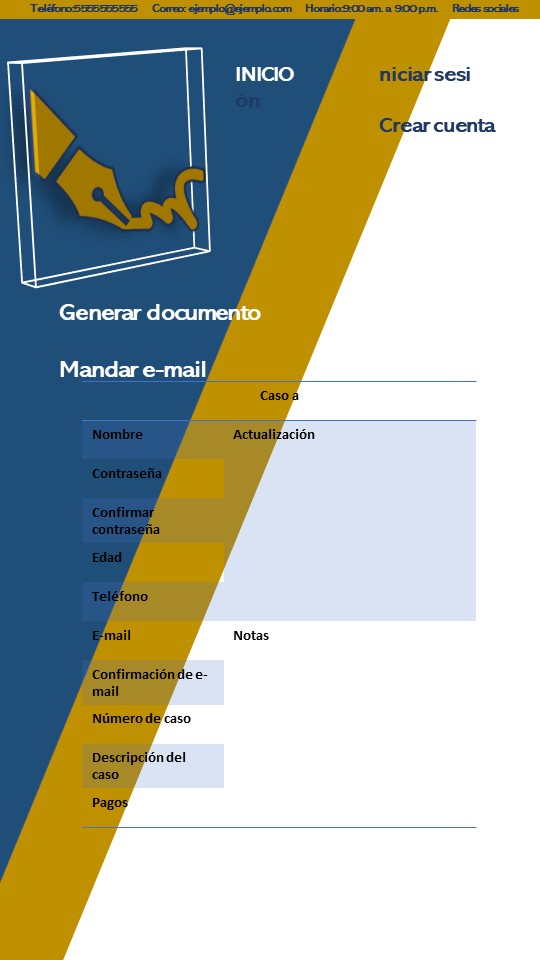 Teléfono:5555555555 Correo: ejemplo@ejemplo.com Horario:9:00 am. a 9:00 p.m. Redes sociales
INICIO
ón
niciar sesi
Crear cuenta
Generar documento
Mandar e-mail
Caso a
Nombre Actualización
Contraseña
Confirmar
contraseña
Edad
Teléfono
E-mail Notas
Confirmación de e-
mail
Número de caso
Descripción del
caso
Pagos